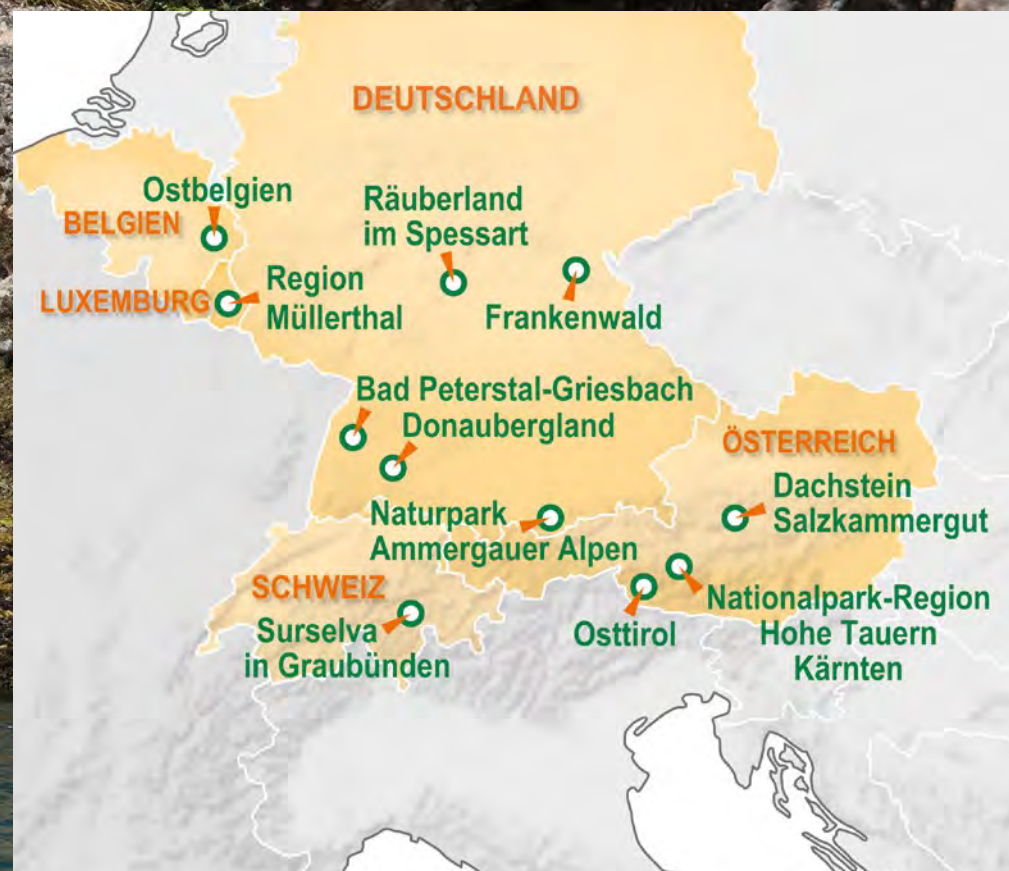 DEUTSCHLAND
Ostbelgien
BELGIEN
Räuberland
im Spessart
LUXEMBURG
Region
Müllerthal
Frankenwald
Bad Peterstal-Griesbach
Donaubergland
ÖSTERREICH
Dachstein
Salzkammergut
Naturpark
Ammergauer Alpen
SCHWEIZ
Surselva
in Graubünden
Osttirol
Nationalpark-Region
Hohe Tauern
Kärnten